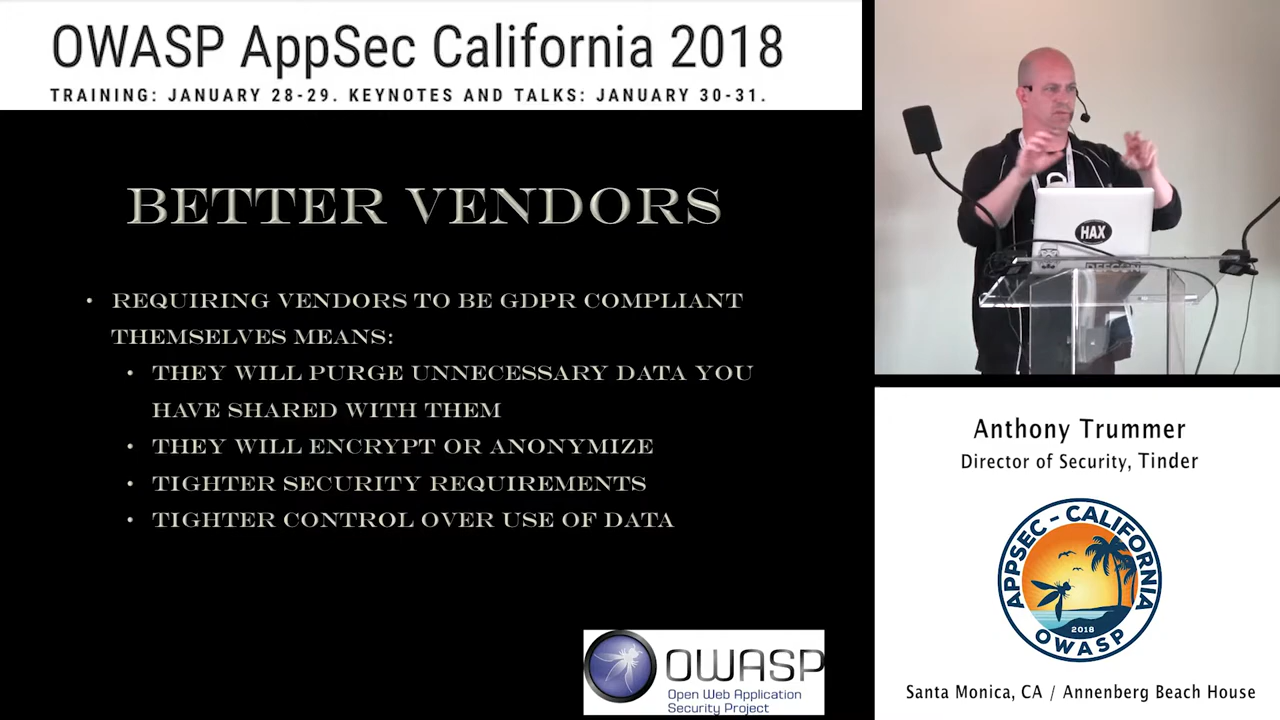 OWASP AppSec California 2018
TRAINING: JANUARY 28-29. KEYNOTES AND TALKS: JANUARY 30-31.
BETTER VENDORS
• REQUIRING VENDORS TO BE GDPR COMPLIANT
THEMSELVES MEANS:
• THEY WILL PURGE UNNECESSARY DATA YOU
HAVE SHARED WITH THEM
• THEY WILL ENCRYPT OR ANONYMIZE
• TIGHTER SECURITY REQUIREMENTS
• TIGHTER CONTROL OVER USE OF DATA
OWASP
Open Web Application
Security Project
HAX
DEFCON
Anthony Trummer
Director of Security, Tinder
APPSEC - CALIFORNIA
2018
OWASP
Santa Monica, CA / Annenberg Beach House